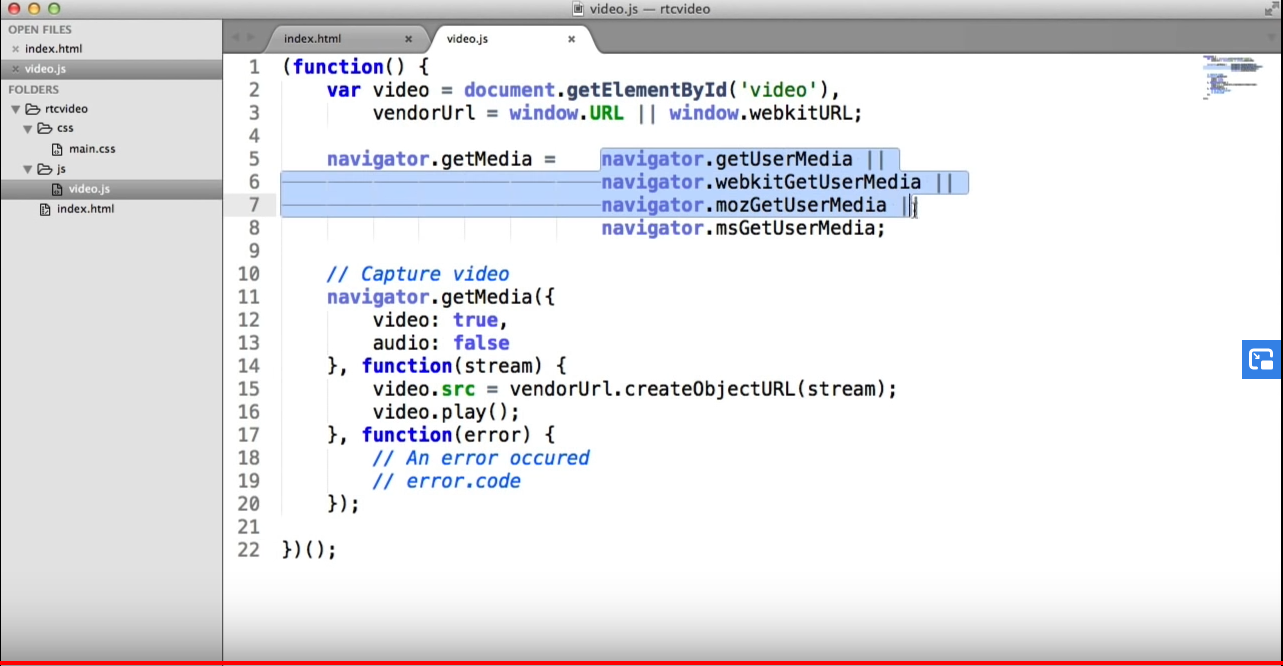 video.js — rtcvideo
OPEN FILES
index.html
video.js
FOLDERS
rtcvideo
css
main.css
js
video.js
index.html
index.html
video.js
1 (function() {
2 var video = document.getElementById('video'),
3 vendorUrl = window.URL || window.webkitURL;
4
5 navigator.getMedia = navigator.getUserMedia ||
6 navigator.webkitGetUserMedia ||
7 navigator.mozGetUserMedia ||
8 navigator.msGetUserMedia;
9
10 // Capture video
11 navigator.getMedia({
12 video: true,
13 audio: false
14 }, function(stream) {
15 video.src = vendorUrl.createObjectURL(stream);
16 video.play();
17 }, function(error) {
18 // An error occured
19 // error.code
20 });
21
22 })();